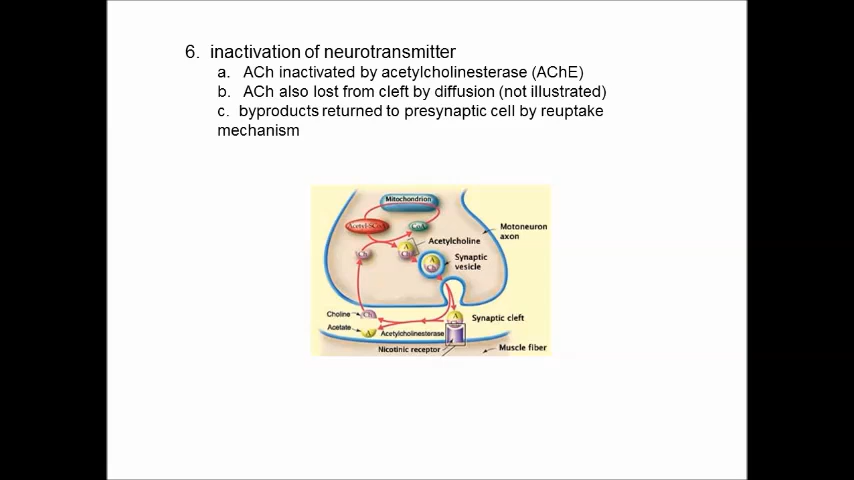 6. inactivation of neurotransmitter
a. ACh inactivated by acetylcholinesterase (AChE)
b. ACh also lost from cleft by diffusion (not illustrated)
c. byproducts returned to presynaptic cell by reuptake
mechanism
Mitochondrion
Motoneuron
axon
Acetylcholine
A
Synaptic
vesicle
A
Choline
Synaptic cleft
A
Acetate
A
Acetylcholinesterase
Nicotinic receptor
Muscle fiber